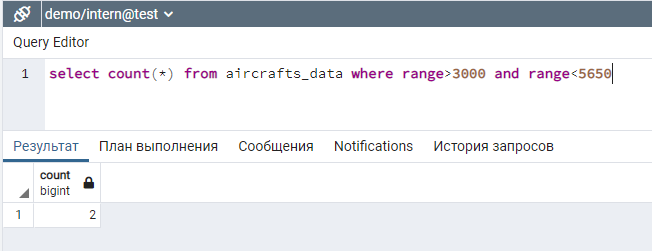 demo/intern@test
Query Editor
1 select count(*) from aircrafts_data where range>3000 and range<5650
Результат План выполнения Сообщения Notifications История запросов
count
bigint
1 2